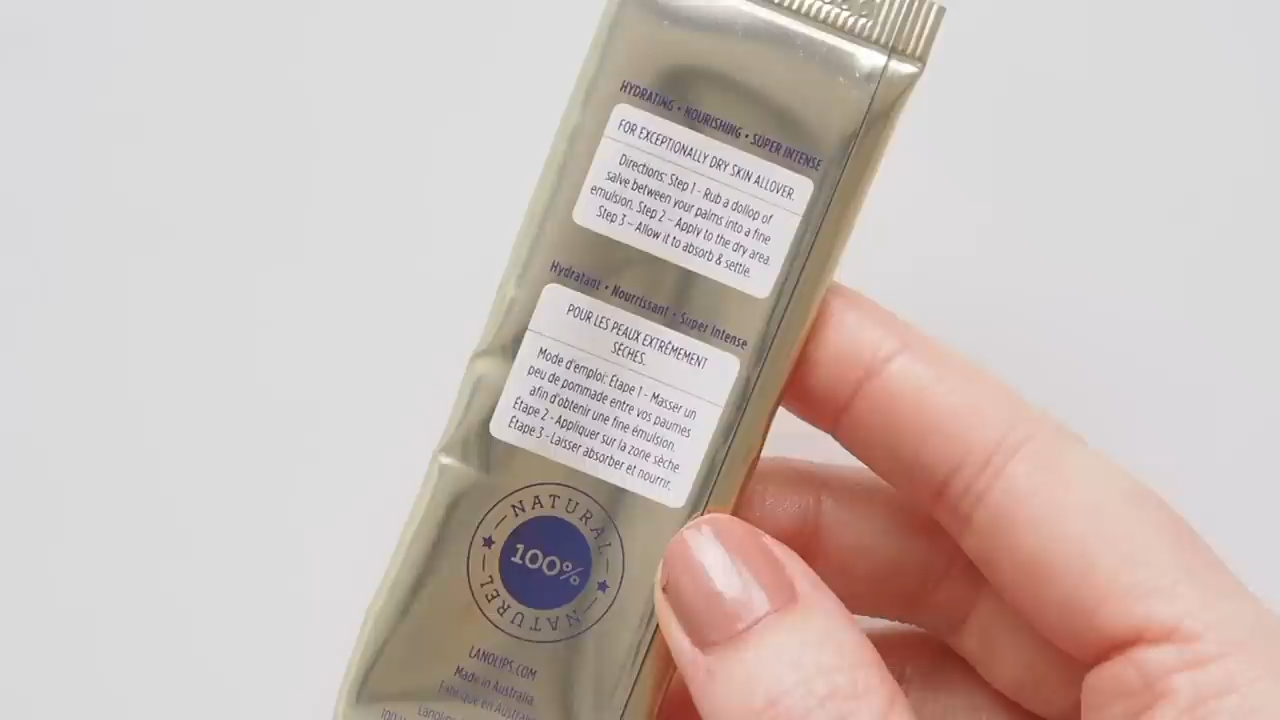 HYDRATING • NOURISHING • SUPER INTENSE
FOR EXCEPTIONALLY DRY SKIN ALLOVER.
Directions: Step 1 - Rub a dollop of
salve between your palms into a fine
emulsion. Step 2 – Apply to the dry area.
Step 3 – Allow it to absorb & settle.
Hydratant • Nourrissant • Super Intense
POUR LES PEAUX EXTRÊMEMENT
SÈCHES.
Mode d'emploi: Étape 1 - Masser un
peu de pommade entre vos paumes
afin d'obtenir une fine émulsion.
Étape 2 - Appliquer sur la zone sèche.
Étape 3 - Laisser absorber et nourrir.
NATURAL
100%
NATUREL
LANOLIPS.COM
Made in Australia
Fabriqué en Australie